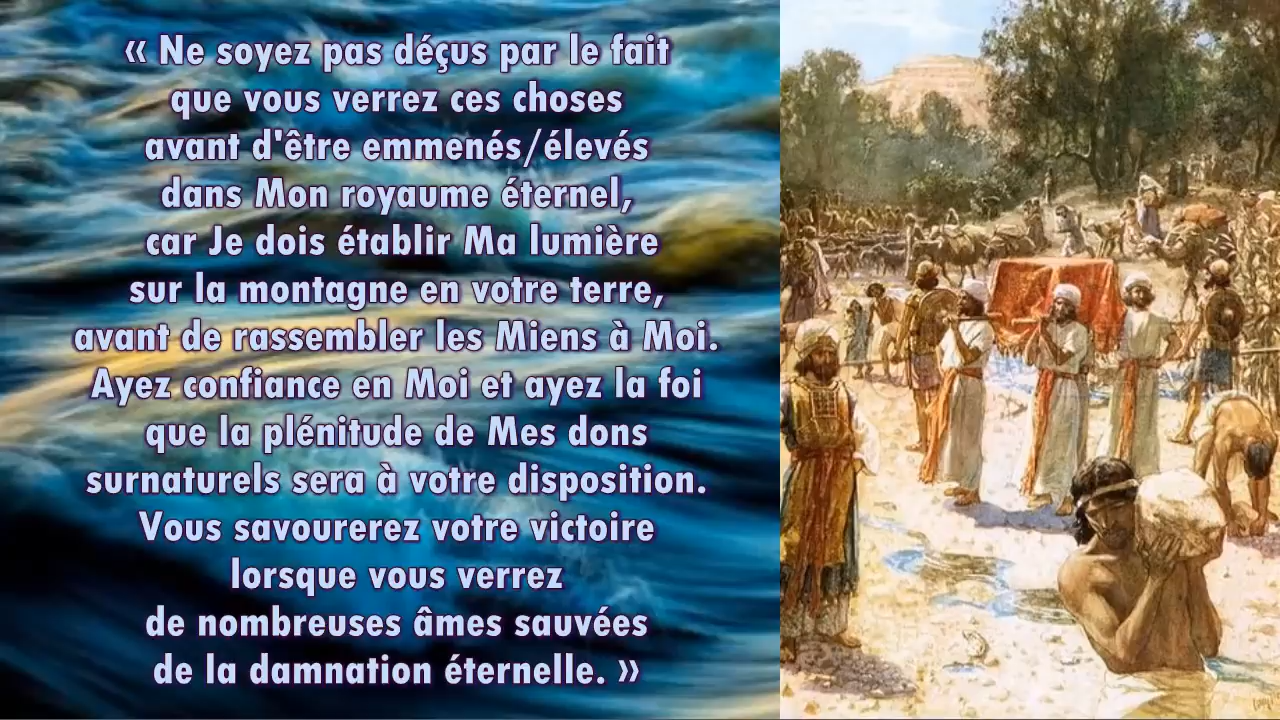 « Ne soyez pas déçus par le fait
que vous verrez ces choses
avant d'être emmenés/élevés
dans Mon royaume éternel,
car Je dois établir Ma lumière
sur la montagne en votre terre,
avant de rassembler les Miens à Moi.
Ayez confiance en Moi et ayez la foi
que la plénitude de Mes dons
surnaturels sera à votre disposition.
Vous savourerez votre victoire
lorsque vous verrez
de nombreuses âmes sauvées
de la damnation éternelle. »